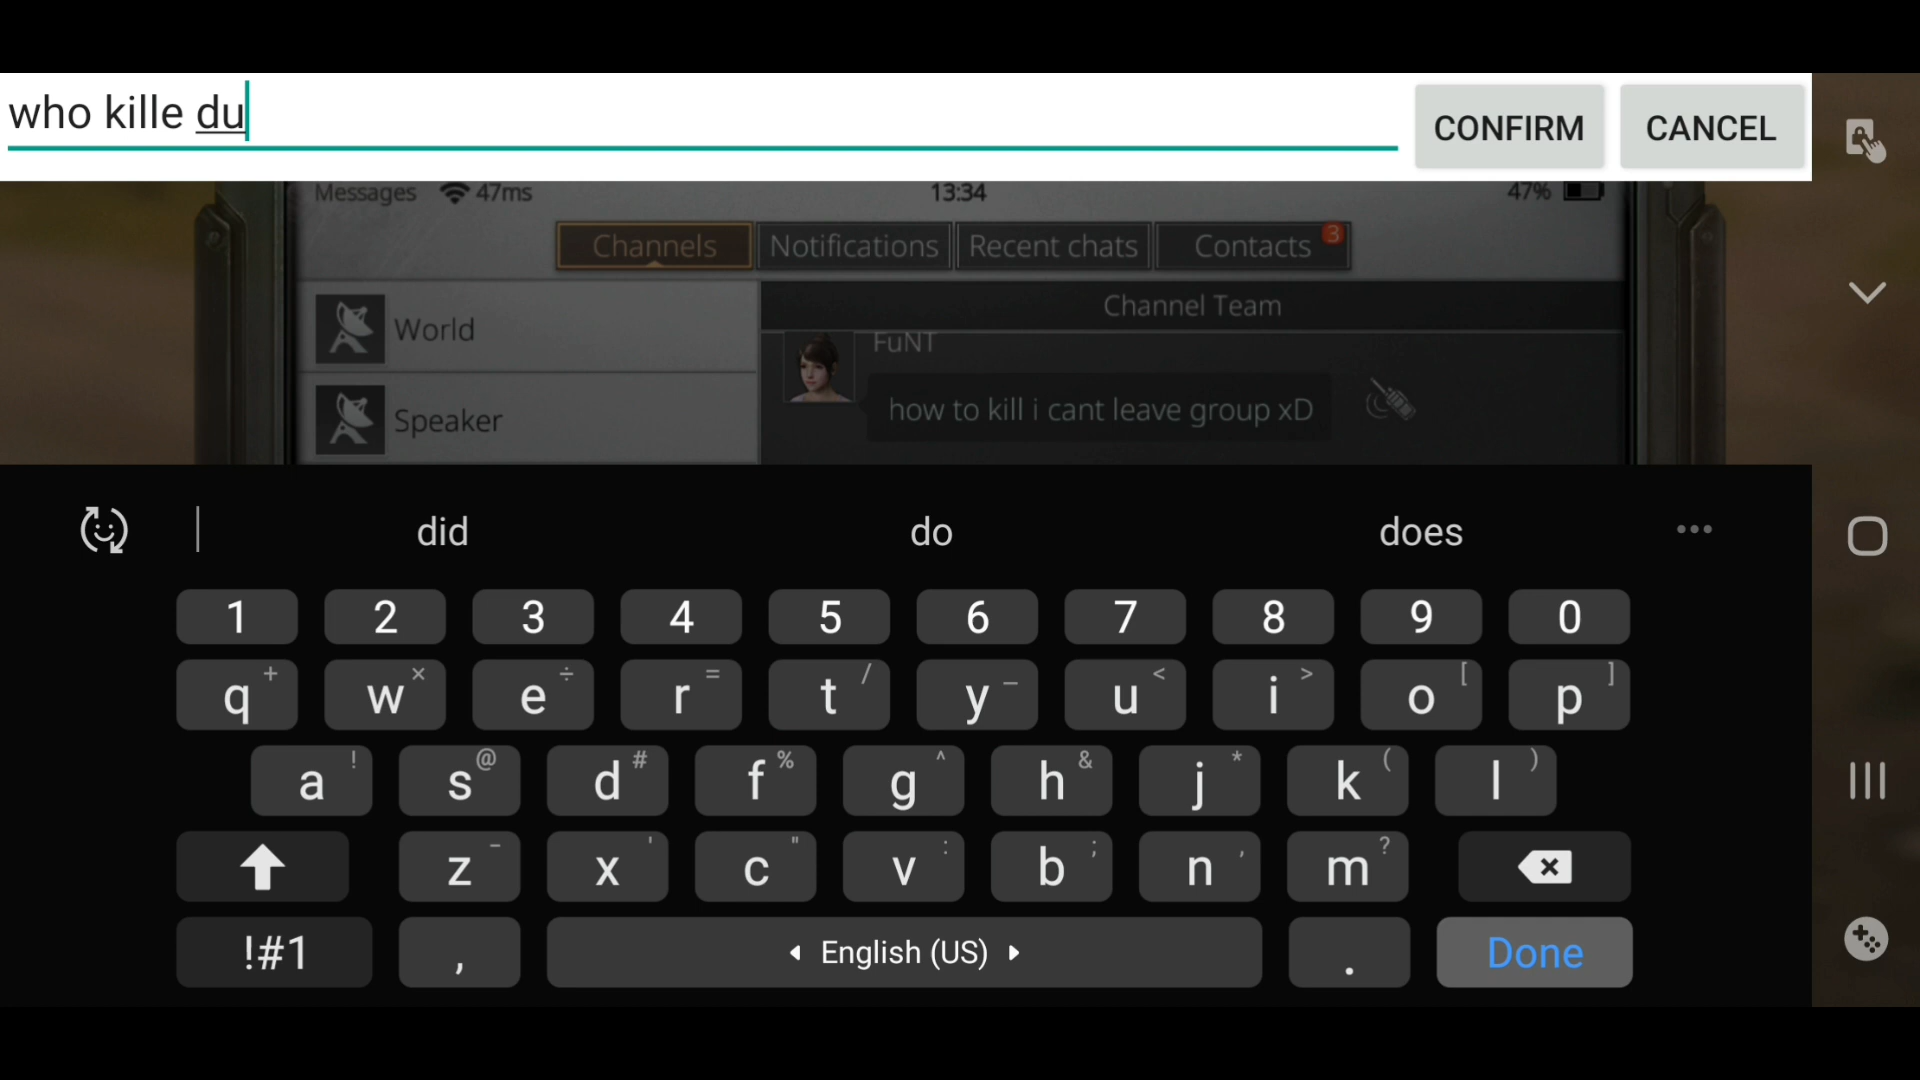 who kille du
CONFIRM
CANCEL
Messages 47ms
13:34
47%
Channels
Notifications
Recent chats
Contacts
3
World
Speaker
Channel Team
FuNT
how to kill i cant leave group xD
did
do
does
1 2 3 4 5 6 7 8 9 0
q + w × e ÷ r = t / y _ u < i > o [ p ]
a ! s @ d # f % g ^ h & j * k ( l )
z - x ' c " v : b ; n , m ?
!#1 , English (US) . Done